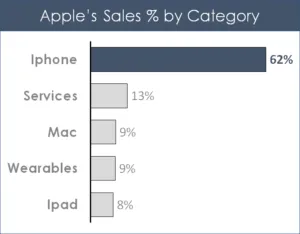 Apple's Sales % by Category
Iphone 62%
Services 13%
Mac 9%
Wearables 9%
Ipad 8%